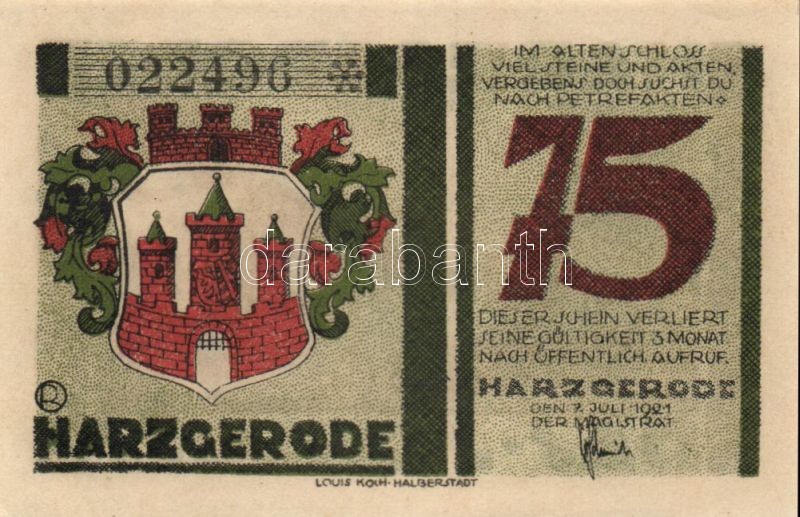 022496
HARZGERODE
IM ALTEN SCHLOSS
VIEL STEINE UND AKTEN,
VERGEBENS DOCH SUCHST DU
NACH PETREFAKTEN
75
DIESER SCHEIN VERLIERT
SEINE GÜLTIGKEIT 3 MONAT.
NACH ÖFFENTLICH. AUFRUF.
HARZGERODE
DEN 7. JULI 1921
DER MAGISTRAT
LOUIS KOCH-HALBERSTADT
darabanth